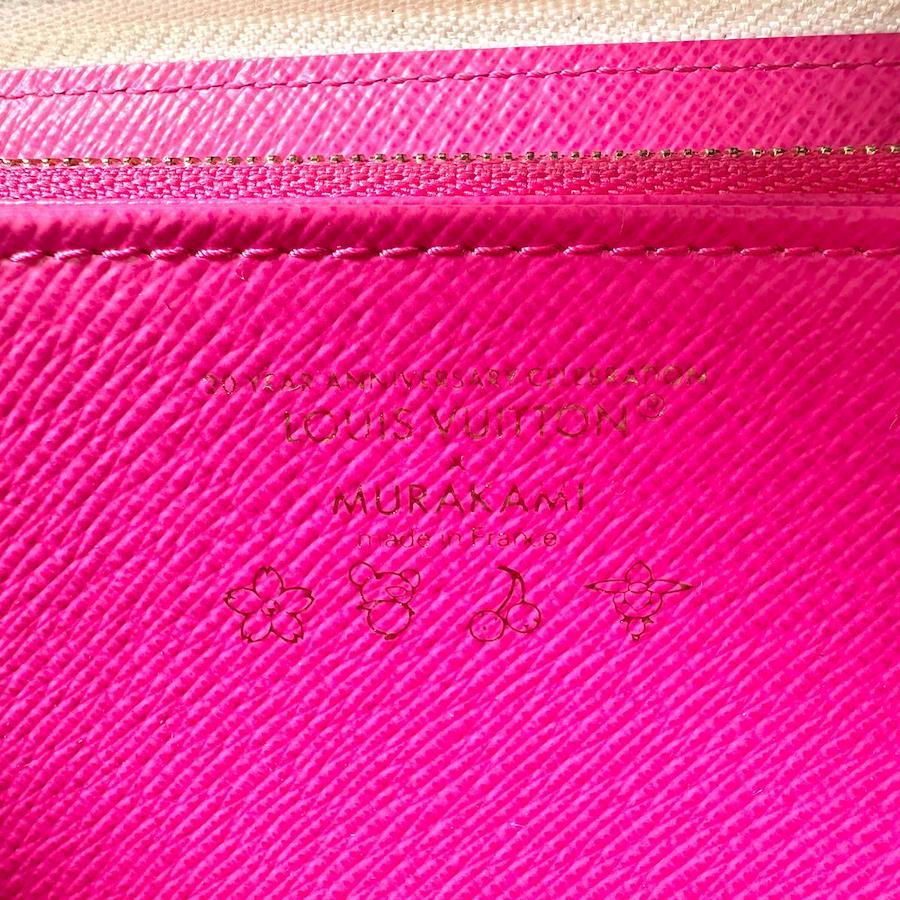 20 YEAR ANNIVERSARY CELEBRATION
LOUIS VUITTON®
×
MURAKAMI
made in France